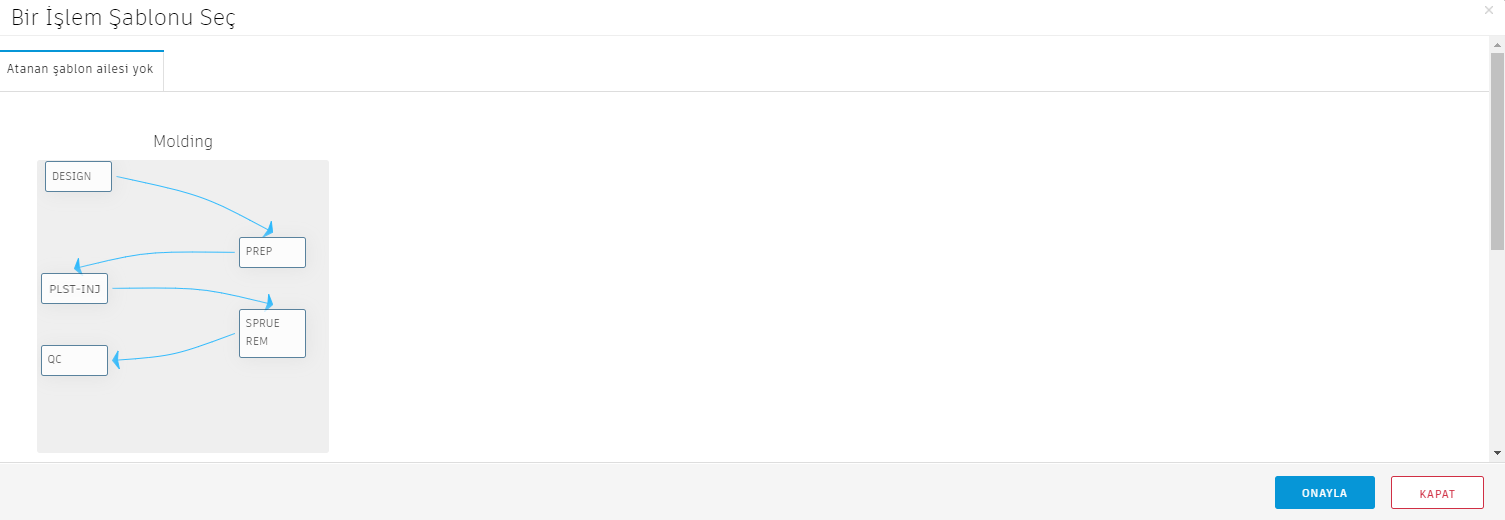 Bir İşlem Şablonu Seç
×
Atanan şablon ailesi yok
Molding
DESIGN
PREP
PLST-INJ
SPRUE
REM
QC
ONAYLA
KAPAT